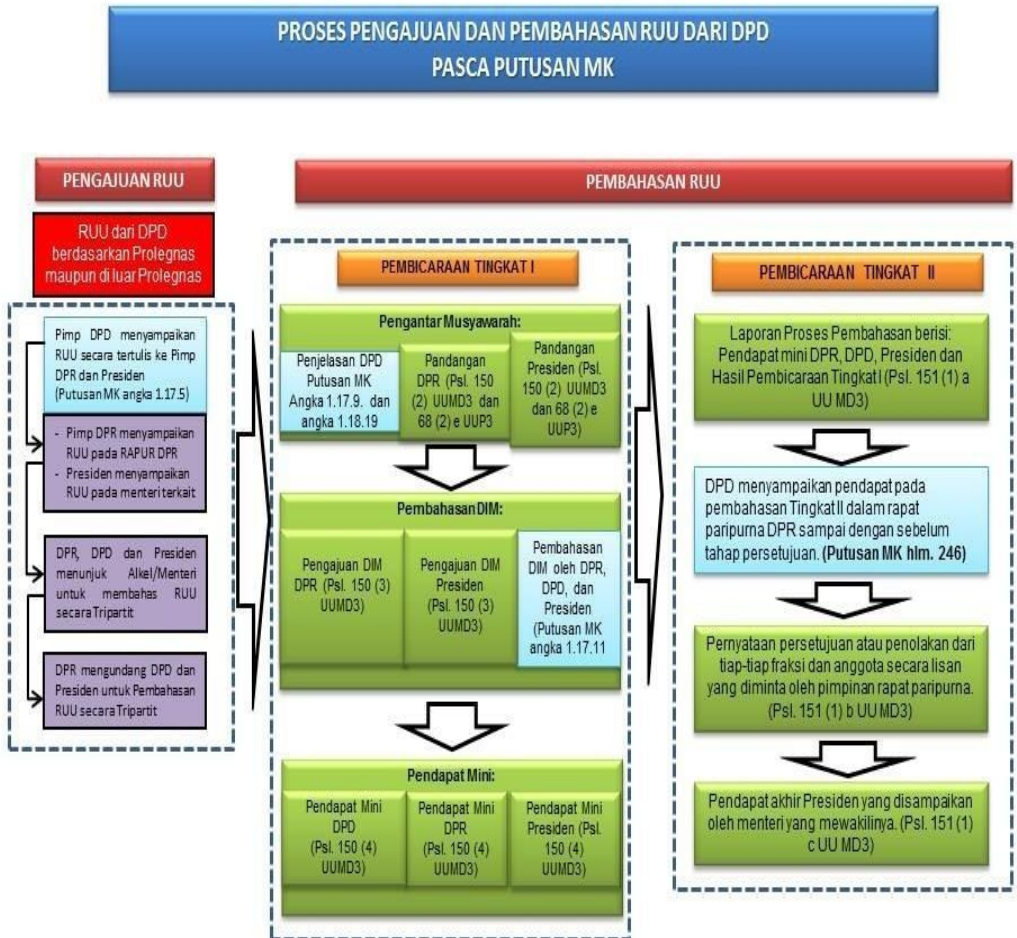 PROSES PENGAJUAN DAN PEMBAHASAN RUU DARI DPD
PASCA PUTUSAN MK
PENGAJUAN RUU
RUU dari DPD
berdasarkan Prolegnas
maupun di luar Prolegnas
Pimp DPD menyampaikan
RUU secara tertulis ke Pimp
DPR dan Presiden
(Putusan MK angka 1.17.5)
- Pimp DPR menyampaikan
RUU pada RAPUR DPR
- Presiden menyampaikan
RUU pada menteri terkait
DPR, DPD dan Presiden
menunjuk Alkel/Menteri
untuk membahas RUU
secara Tripartit
DPR mengundang DPD dan
Presiden untuk Pembahasan
RUU secara Tripartit
PEMBAHASAN RUU
PEMBICARAAN TINGKAT I
Pengantar Musyawarah:
Penjelasan DPD
Putusan MK
Angka 1.17.9. dan
angka 1.18.19
Pandangan
DPR (Psl. 150
(2) UUMD3 dan
68 (2) e UUP3
Pandangan
Presiden (Psl.
150 (2) UUMD3
dan 68 (2) e
UUP3)
Pembahasan DIM:
Pengajuan DIM
DPR (Psl. 150 (3)
UUMD3)
Pengajuan DIM
Presiden
(Psl. 150 (3)
UUMD3)
Pembahasan
DIM oleh DPR,
DPD, dan
Presiden
(Putusan MK
angka 1.17.11
Pendapat Mini:
Pendapat Mini
DPD
(Psl. 150 (4)
UUMD3)
Pendapat Mini
DPR
(Psl. 150 (4)
UUMD3)
Pendapat Mini
Presiden (Psl.
150 (4)
UUMD3)
PEMBICARAAN TINGKAT II
Laporan Proses Pembahasan berisi:
Pendapat mini DPR, DPD, Presiden dan
Hasil Pembicaraan Tingkat I (Psl. 151 (1) a
UU MD3)
DPD menyampaikan pendapat pada
pembahasan Tingkat II dalam rapat
paripurna DPR sampai dengan sebelum
tahap persetujuan. (Putusan MK hlm. 246)
Pernyataan persetujuan atau penolakan dari
tiap-tiap fraksi dan anggota secara lisan
yang diminta oleh pimpinan rapat paripurna.
(Psl. 151 (1) b UU MD3)
Pendapat akhir Presiden yang disampaikan
oleh menteri yang mewakilinya. (Psl. 151 (1)
c UU MD3)